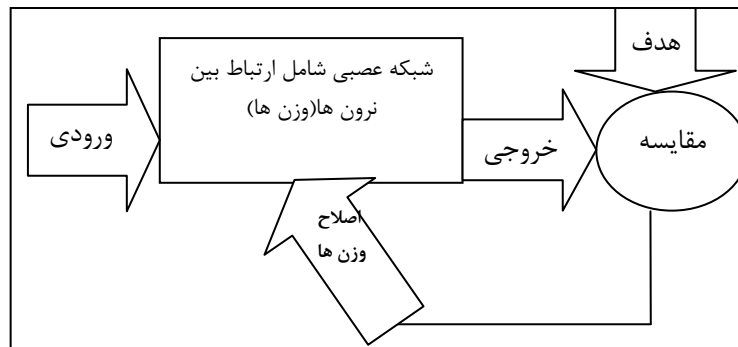 هدف
شبکه عصبی شامل ارتباط بین
نرون ها(وزن ها)
ورودی
خروجی
مقایسه
اصلاح
وزن ها